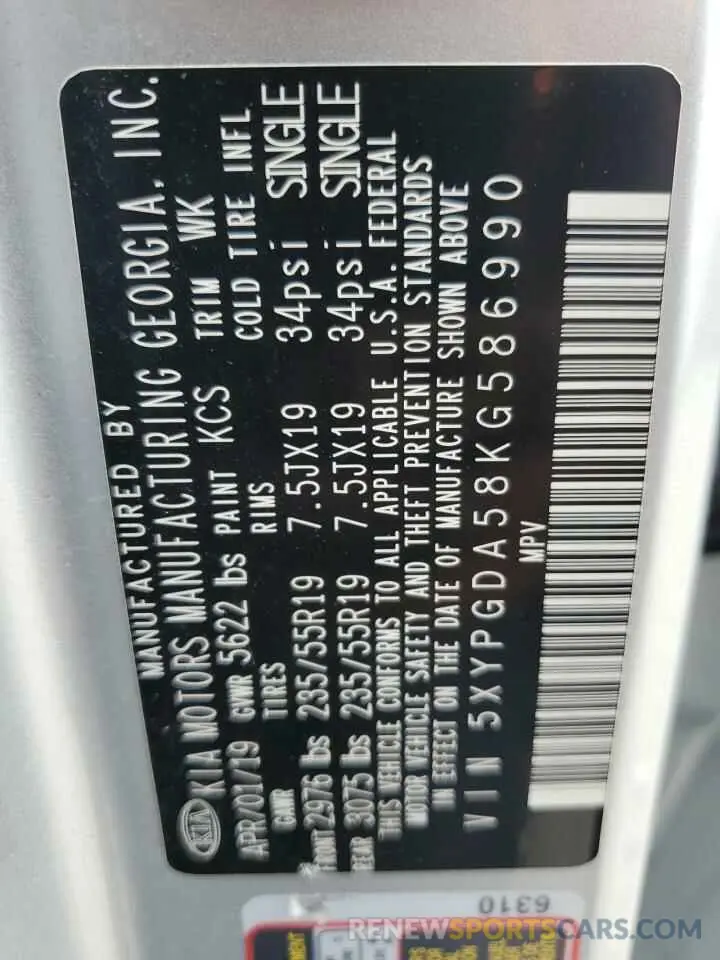 MANUFACTURED BY
KIA KIA MOTORS MANUFACTURING GEORGIA, INC.
APR/01/19 GVWR 5622 lbs PAINT KCS TRIM WK
GAWR TIRES RIMS COLD TIRE INFL
FRONT 2976 lbs 235/55R19 7.5JX19 34psi SINGLE
REAR 3075 lbs 235/55R19 7.5JX19 34psi SINGLE
THIS VEHICLE CONFORMS TO ALL APPLICABLE U.S.A. FEDERAL
MOTOR VEHICLE SAFETY AND THEFT PREVENTION STANDARDS
IN EFFECT ON THE DATE OF MANUFACTURE SHOWN ABOVE
VIN 5XYPGDA58KG586990
MPV
6310
RENEWSPORTSCARS.COM